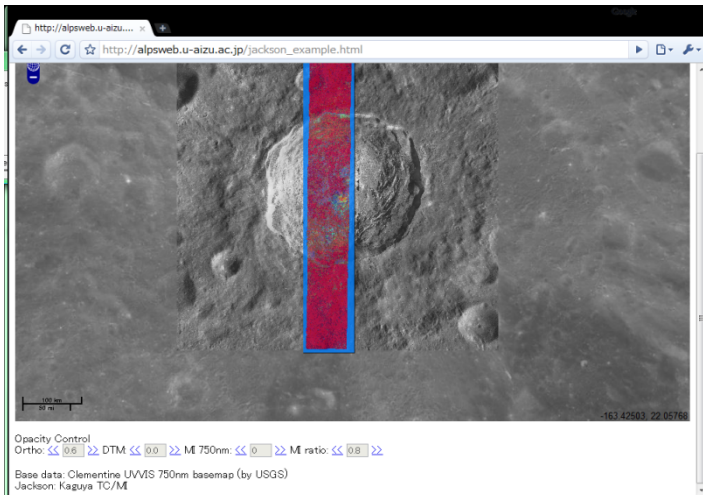 Google
http://alpsweb.u-aizu....
http://alpsweb.u-aizu.ac.jp/jackson_example.html
100 km
50 mi
-163.42503, 22.05768
Opacity Control
Ortho: << 0.6 >> DTM: << 0.0 >> MI 750nm: << 0 >> MI ratio: << 0.8 >>
Base data: Clementine UVVIS 750nm basemap (by USGS)
Jackson: Kaguya TC/MI